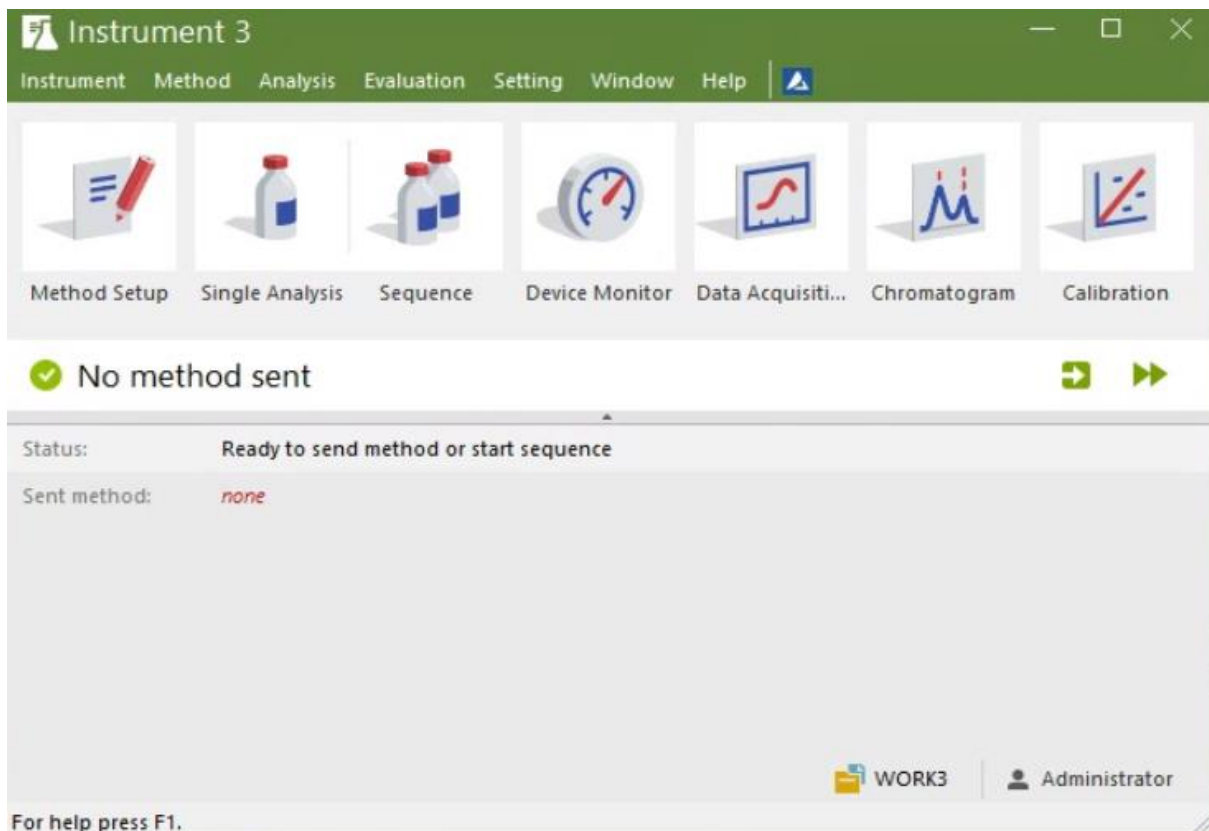 Instrument 3
Instrument Method Analysis Evaluation Setting Window Help
Method Setup Single Analysis Sequence Device Monitor Data Acquisiti... Chromatogram Calibration
No method sent
Status: Ready to send method or start sequence
Sent method: none
WORK3 Administrator
For help press F1.